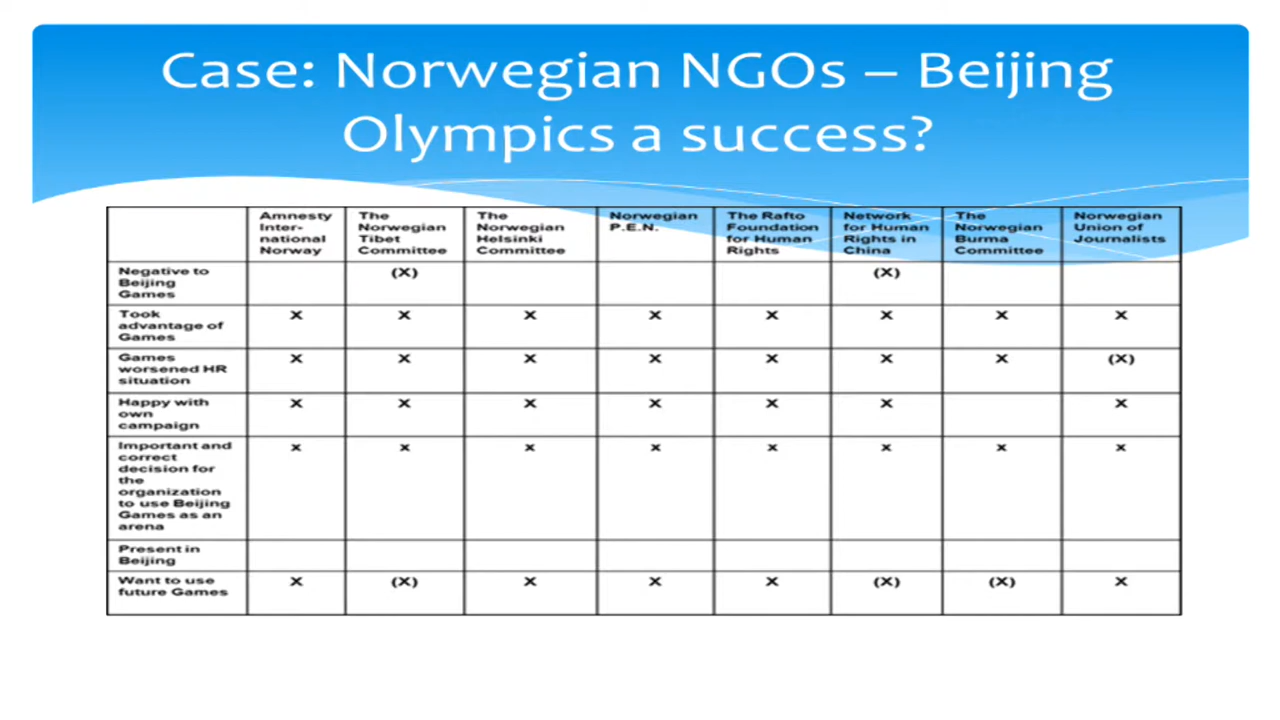 Case: Norwegian NGOs – Beijing
Olympics a success?
Amnesty
Inter-
national
Norway
The
Norwegian
Tibet
Committee
The
Norwegian
Helsinki
Committee
Norwegian
P.E.N.
The Rafto
Foundation
for Human
Rights
Network
for Human
Rights in
China
The
Norwegian
Burma
Committee
Norwegian
Union of
Journalists
Negative to
Beijing
Games
(X) (X)
Took
advantage of
Games
X X X X X X X X
Games
worsened HR
situation
X X X X X X X (X)
Happy with
own
campaign
X X X X X X X
Important and
correct
decision for
the
organization
to use Beijing
Games as an
arena
x x x x x x x x
Present in
Beijing
Want to use
future Games
X (X) X X X (X) (X) X